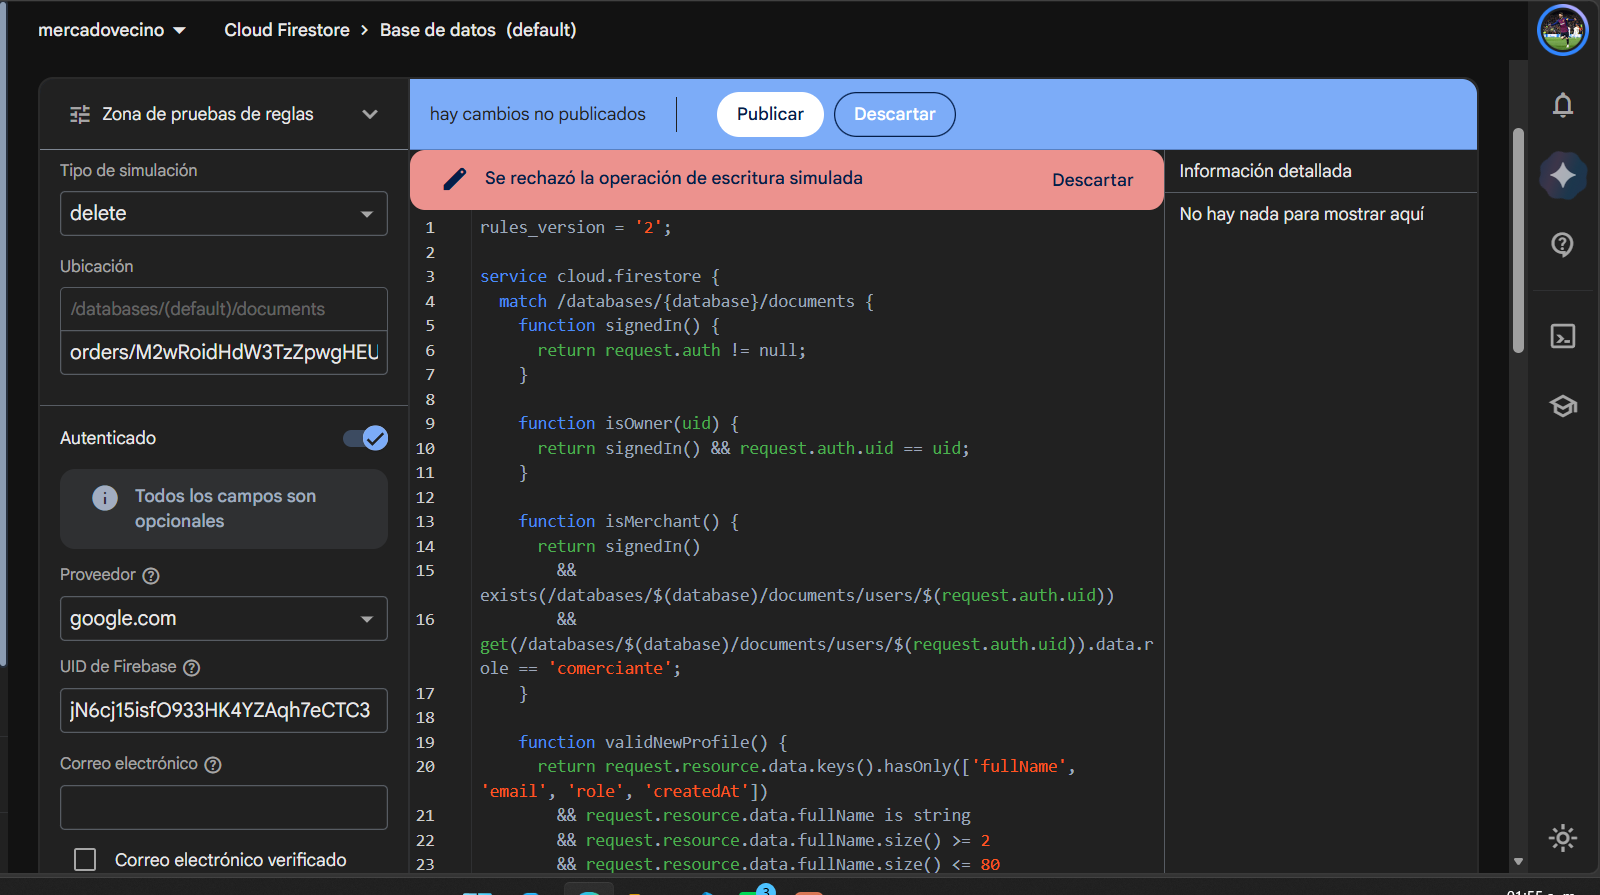 mercadovecino
Cloud Firestore > Base de datos (default)
Zona de pruebas de reglas
Tipo de simulación
delete
Ubicación
/databases/(default)/documents
orders/M2wRoidHdW3TzZpwgHEU
Autenticado
Todos los campos son
opcionales
Proveedor
google.com
UID de Firebase
jN6cj15isfO933HK4YZAqh7eCTC3
Correo electrónico
Correo electrónico verificado
hay cambios no publicados
Publicar
Descartar
Se rechazó la operación de escritura simulada
Descartar
1 rules_version = '2';
2
3 service cloud.firestore {
4 match /databases/{database}/documents {
5 function signedIn() {
6 return request.auth != null;
7 }
8
9 function isOwner(uid) {
10 return signedIn() && request.auth.uid == uid;
11 }
12
13 function isMerchant() {
14 return signedIn()
15 &&
exists(/databases/$(database)/documents/users/$(request.auth.uid))
16 &&
get(/databases/$(database)/documents/users/$(request.auth.uid)).data.r
ole == 'comerciante';
17 }
18
19 function validNewProfile() {
20 return request.resource.data.keys().hasOnly(['fullName',
'email', 'role', 'createdAt'])
21 && request.resource.data.fullName is string
22 && request.resource.data.fullName.size() >= 2
23 && request.resource.data.fullName.size() <= 80
Información detallada
No hay nada para mostrar aquí
3